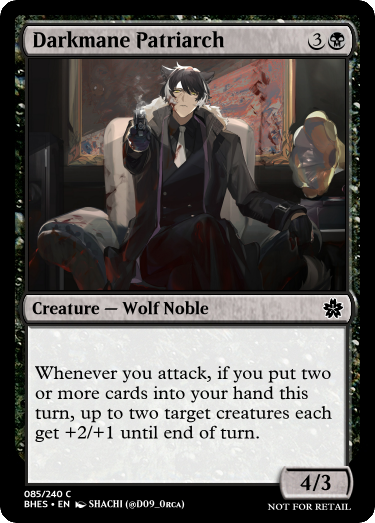 Darkmane Patriarch 3
Creature — Wolf Noble
Whenever you attack, if you put two
or more cards into your hand this
turn, up to two target creatures each
get +2/+1 until end of turn.
4/3
085/240 C
BHES • EN SHACHI (@D09_0RCA)
NOT FOR RETAIL